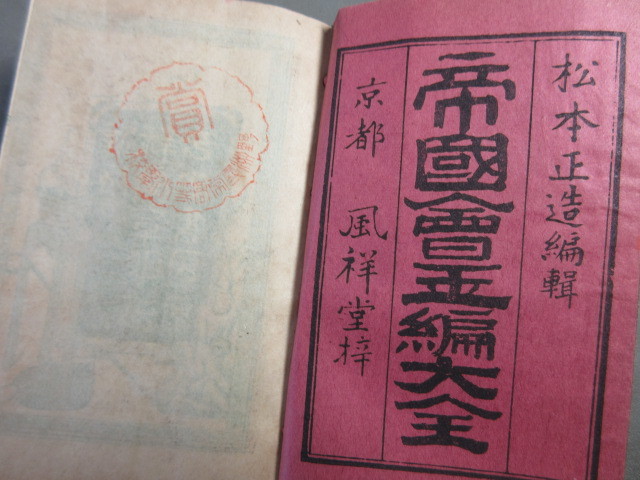 松本正造編輯
帝國會玉編大全
京都 風祥堂梓
賞